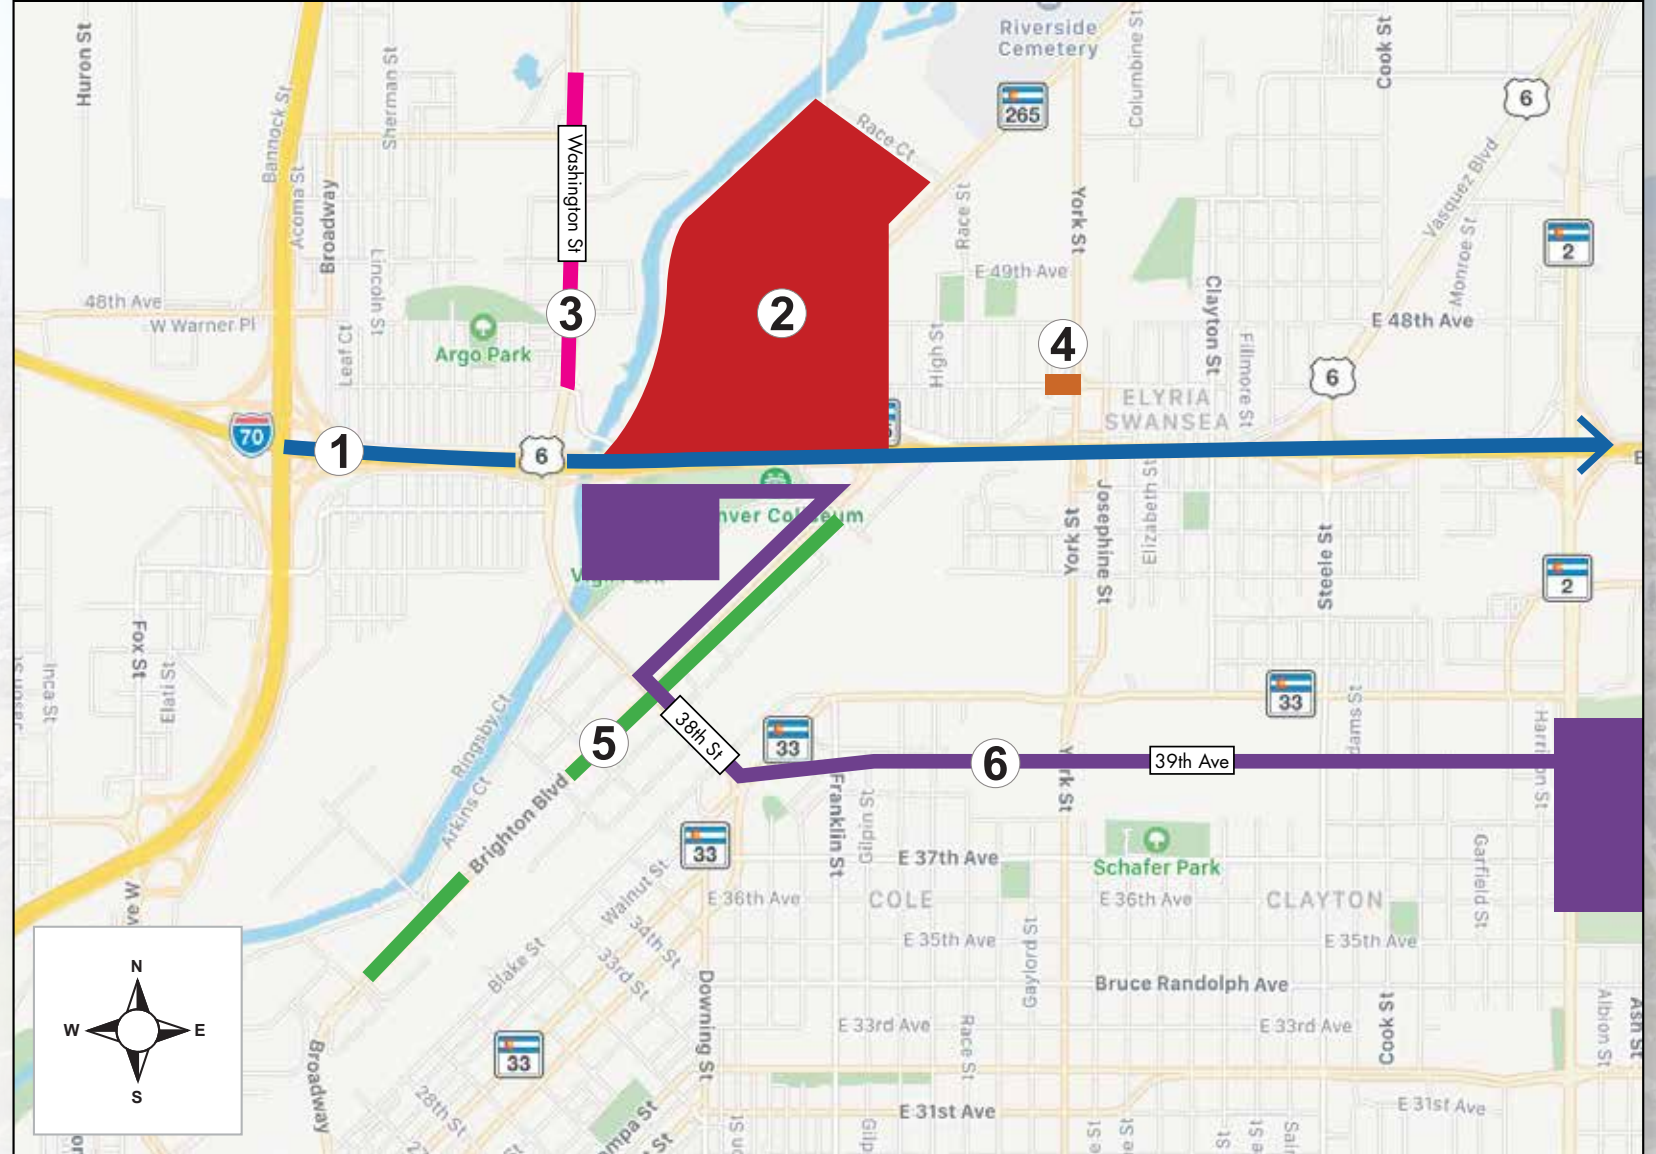 Huron St
Bannock St
Sherman St
Acoma St
Broadway
Lincoln St
48th Ave
W Warner Pl
Leaf Ct
Argo Park
Washington St
3
2
Race Ct
Riverside
Cemetery
265
Columbine St
Cook St
6
Vasquez Blvd
Monroe St
2
Race St
York St
E 49th Ave
Clayton St
E 48th Ave
High St
4
Fillmore St
6
ELYRIA
SWANSEA
70
1
6
Elizabeth St
Josephine St
York St
Steele St
2
Fox St
Elati St
Inca St
Ringsby Ct
Arkins Ct
5
38th St
Brighton Blvd
33
33
6
39th Ave
33
Franklin St
Gilpin St
E 37th Ave
Schafer Park
Garfield St
Walnut St
E 36th Ave
COLE
E 36th Ave
CLAYTON
34th St
E 35th Ave
E 35th Ave
Blake St
33rd St
Gaylord St
Bruce Randolph Ave
Downing St
E 33rd Ave
E 33rd Ave
Race St
Cook St
Albion St
Ash St
33
Broadway
28th St
E 31st Ave
E 31st Ave
N
W
E
S